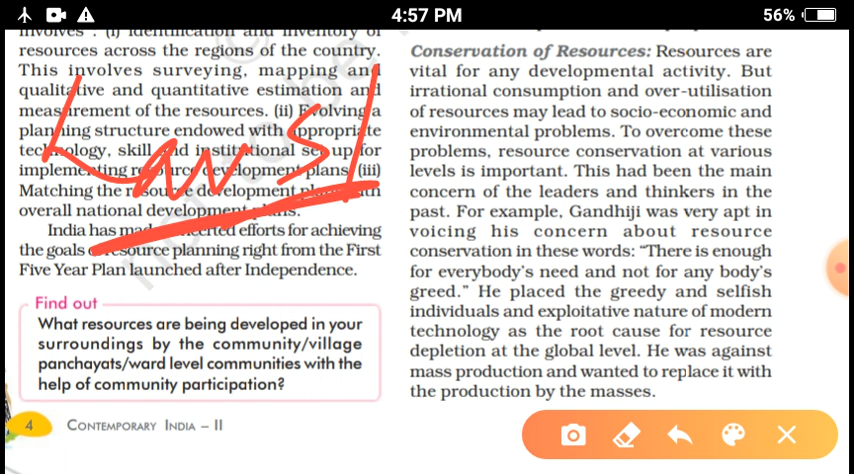 4:57 PM
56%
involves : (i) identification and inventory of
resources across the regions of the country.
This involves surveying, mapping and
qualitative and quantitative estimation and
measurement of the resources. (ii) Evolving a
planning structure endowed with appropriate
technology, skill and institutional set up for
implementing resource development plans. (iii)
Matching the resource development plans with
overall national development plans.
India has made concerted efforts for achieving
the goals of resource planning right from the First
Five Year Plan launched after Independence.
Find out
What resources are being developed in your
surroundings by the community/village
panchayats/ward level communities with the
help of community participation?
4 CONTEMPORARY INDIA – II
Conservation of Resources: Resources are
vital for any developmental activity. But
irrational consumption and over-utilisation
of resources may lead to socio-economic and
environmental problems. To overcome these
problems, resource conservation at various
levels is important. This had been the main
concern of the leaders and thinkers in the
past. For example, Gandhiji was very apt in
voicing his concern about resource
conservation in these words: “There is enough
for everybody’s need and not for any body’s
greed.” He placed the greedy and selfish
individuals and exploitative nature of modern
technology as the root cause for resource
depletion at the global level. He was against
mass production and wanted to replace it with
the production by the masses.